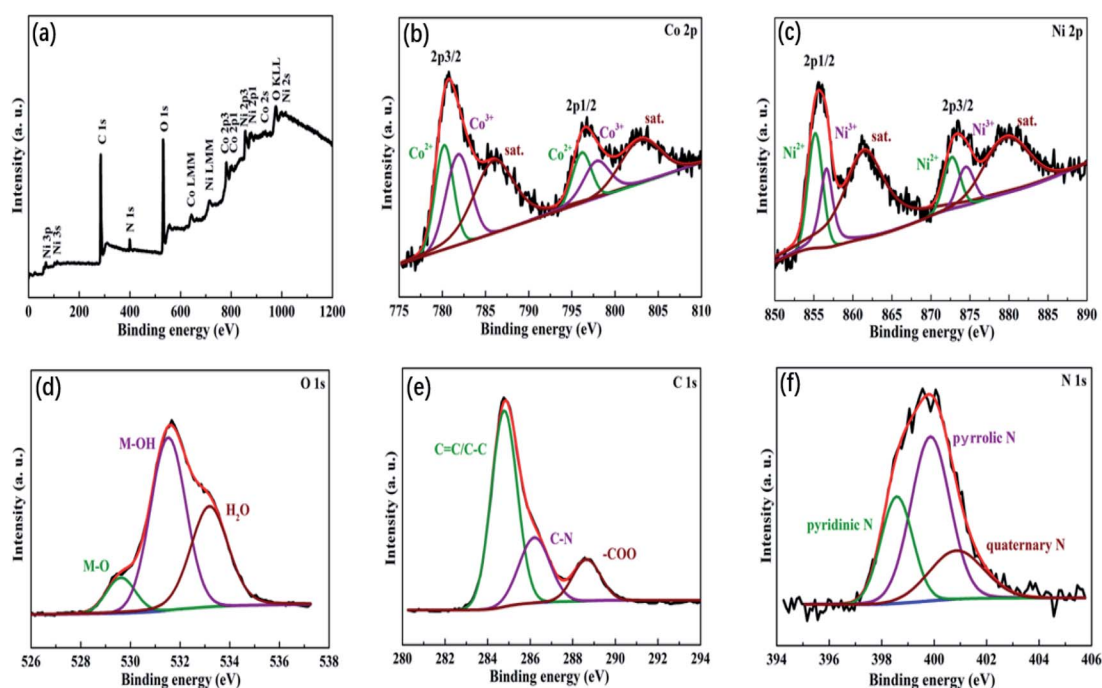 (a)
Intensity (a. u.)
Ni 3p
Ni 3s
C 1s
N 1s
O 1s
Co LMM
Ni LMM
Co 2p3
Co 2p1
Ni 2p3
Ni 2p1
Co 2s
O KLL
Ni 2s
0 200 400 600 800 1000 1200
Binding energy (eV)
(b)
Co 2p
Intensity (a. u.)
2p3/2
Co2+
Co3+
sat.
2p1/2
Co2+
Co3+
sat.
775 780 785 790 795 800 805 810
Binding energy (eV)
(c)
Ni 2p
Intensity (a. u.)
2p1/2
Ni2+
Ni3+
sat.
2p3/2
Ni2+
Ni3+
sat.
850 855 860 865 870 875 880 885 890
Binding energy (eV)
(d)
O 1s
Intensity (a. u.)
M-OH
H2O
M-O
526 528 530 532 534 536 538
Binding energy (eV)
(e)
C 1s
Intensity (a. u.)
C=C/C-C
C-N
-COO
280 282 284 286 288 290 292 294
Binding energy (eV)
(f)
N 1s
Intensity (a. u.)
pyrrolic N
pyridinic N
quaternary N
394 396 398 400 402 404 406
Binding energy (eV)